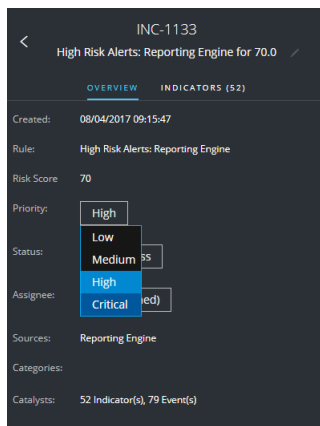 INC-1133
High Risk Alerts: Reporting Engine for 70.0
OVERVIEW INDICATORS (52)
Created: 08/04/2017 09:15:47
Rule: High Risk Alerts: Reporting Engine
Risk Score 70
Priority: High
Low
Medium
High
Critical
Status: ss
Assignee: ed)
Sources: Reporting Engine
Categories:
Catalysts: 52 Indicator(s), 79 Event(s)